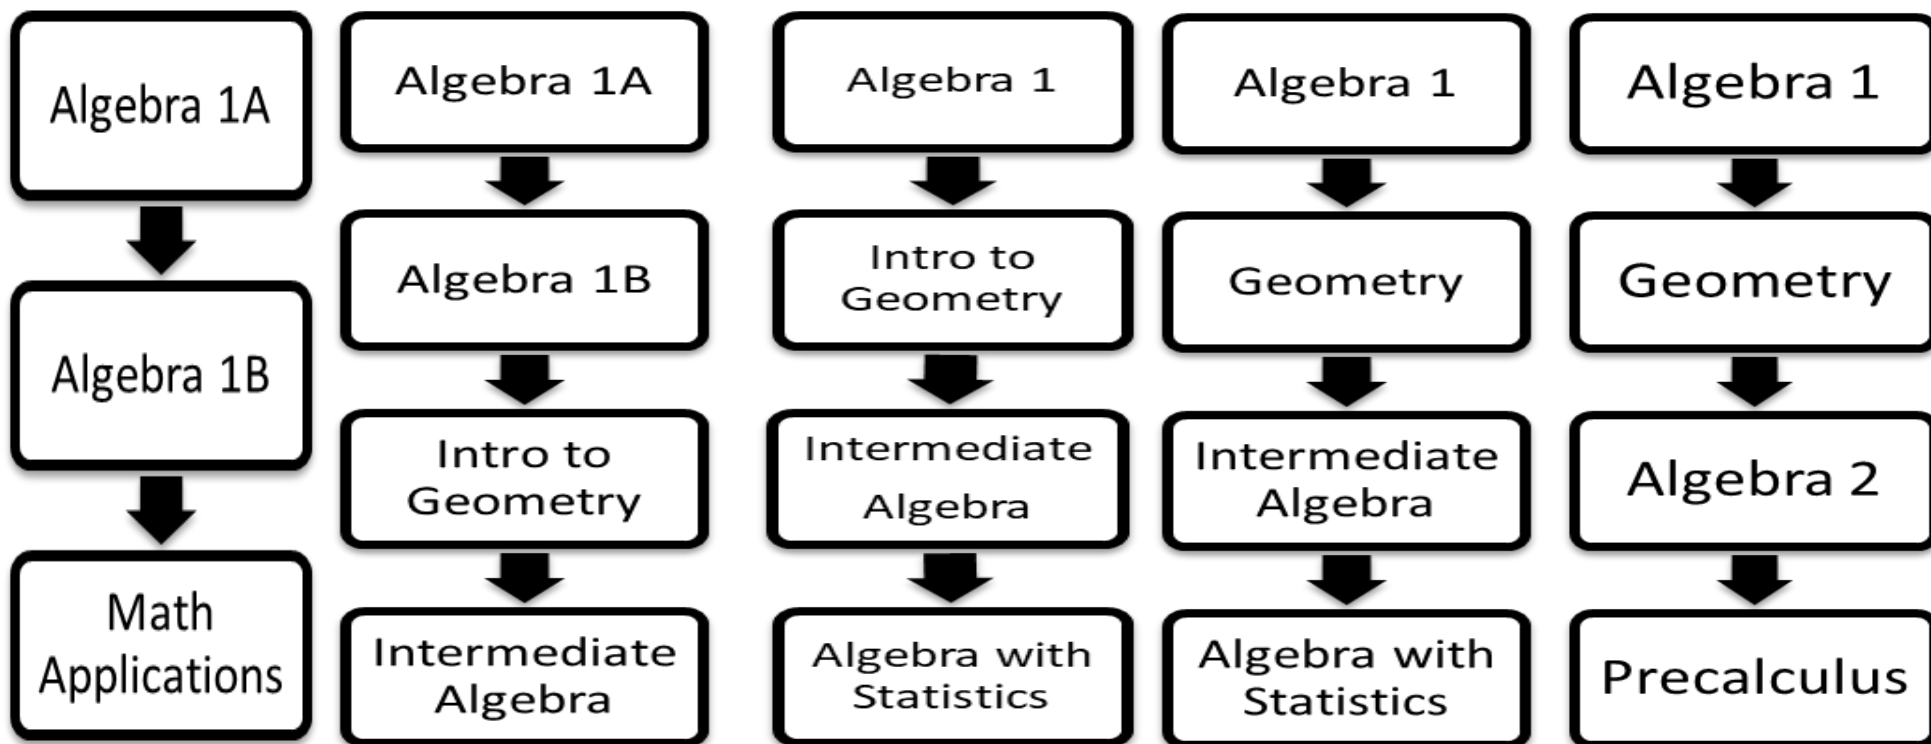 Algebra 1A
Algebra 1B
Math
Applications
Algebra 1A
Algebra 1B
Intro to
Geometry
Intermediate
Algebra
Algebra 1
Intro to
Geometry
Intermediate
Algebra
Algebra with
Statistics
Algebra 1
Geometry
Intermediate
Algebra
Algebra with
Statistics
Algebra 1
Geometry
Algebra 2
Precalculus